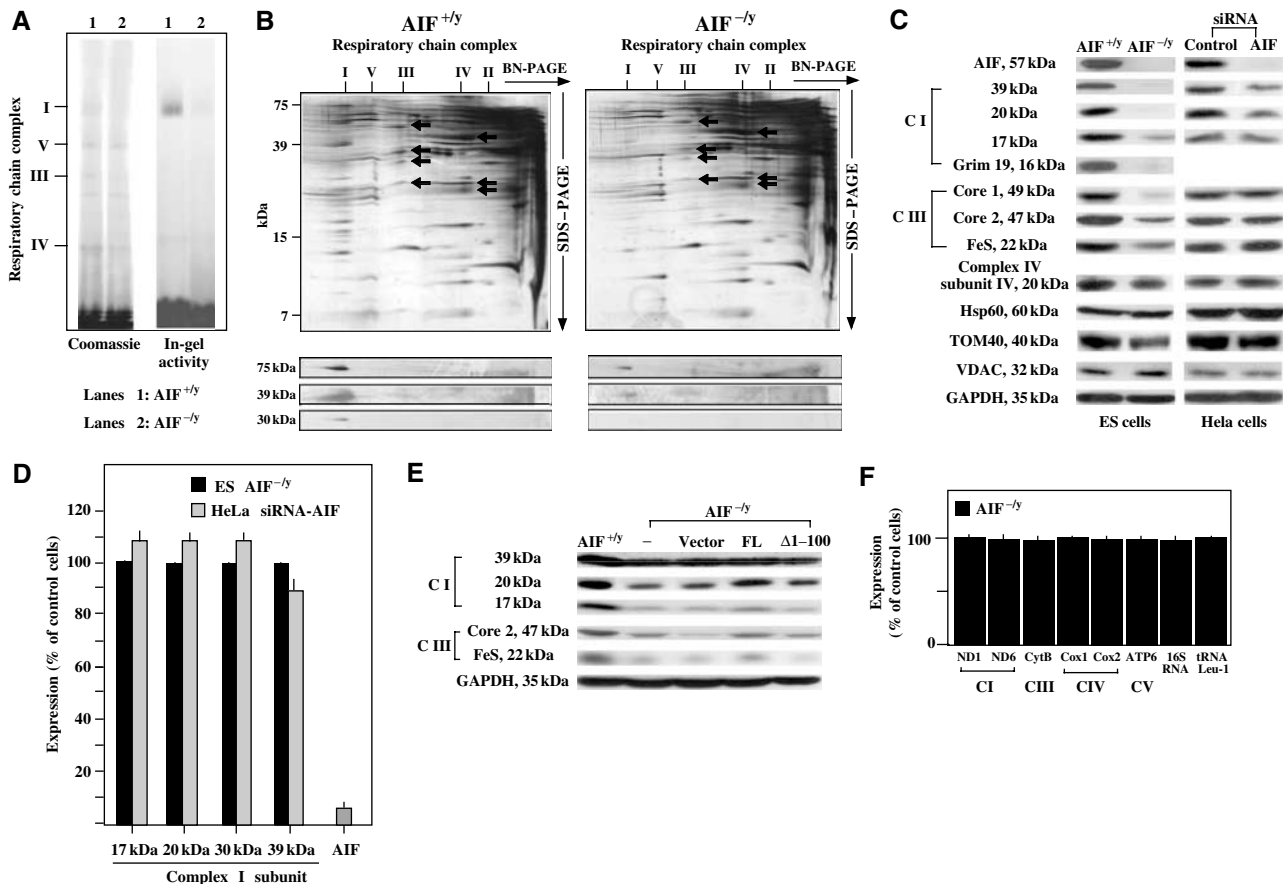 A
1 2 1 2
Respiratory chain complex
I
V
III
IV
Coomassie In-gel activity
Lanes 1: AIF+/y
Lanes 2: AIF−/y
B
AIF+/y
Respiratory chain complex
I V III IV II BN-PAGE
kDa
75
39
15
7
SDS–PAGE
AIF−/y
Respiratory chain complex
I V III IV II BN-PAGE
SDS–PAGE
75 kDa
39 kDa
30 kDa
C
siRNA
AIF+/y AIF−/y Control AIF
AIF, 57 kDa
C I
39 kDa
20 kDa
17 kDa
Grim 19, 16 kDa
C III
Core 1, 49 kDa
Core 2, 47 kDa
FeS, 22 kDa
Complex IV
subunit IV, 20 kDa
Hsp60, 60 kDa
TOM40, 40 kDa
VDAC, 32 kDa
GAPDH, 35 kDa
ES cells Hela cells
D
ES AIF−/y
HeLa siRNA-AIF
Expression (% of control cells)
120
100
80
60
40
20
17 kDa 20 kDa 30 kDa 39 kDa AIF
Complex I subunit
E
AIF−/y
AIF+/y – Vector FL Δ1–100
C I
39 kDa
20 kDa
17 kDa
C III
Core 2, 47 kDa
FeS, 22 kDa
GAPDH, 35 kDa
F
AIF−/y
Expression
(% of control cells)
100
0
ND1 ND6 CytB Cox1 Cox2 ATP6 16S RNA tRNA Leu-1
CI CIII CIV CV